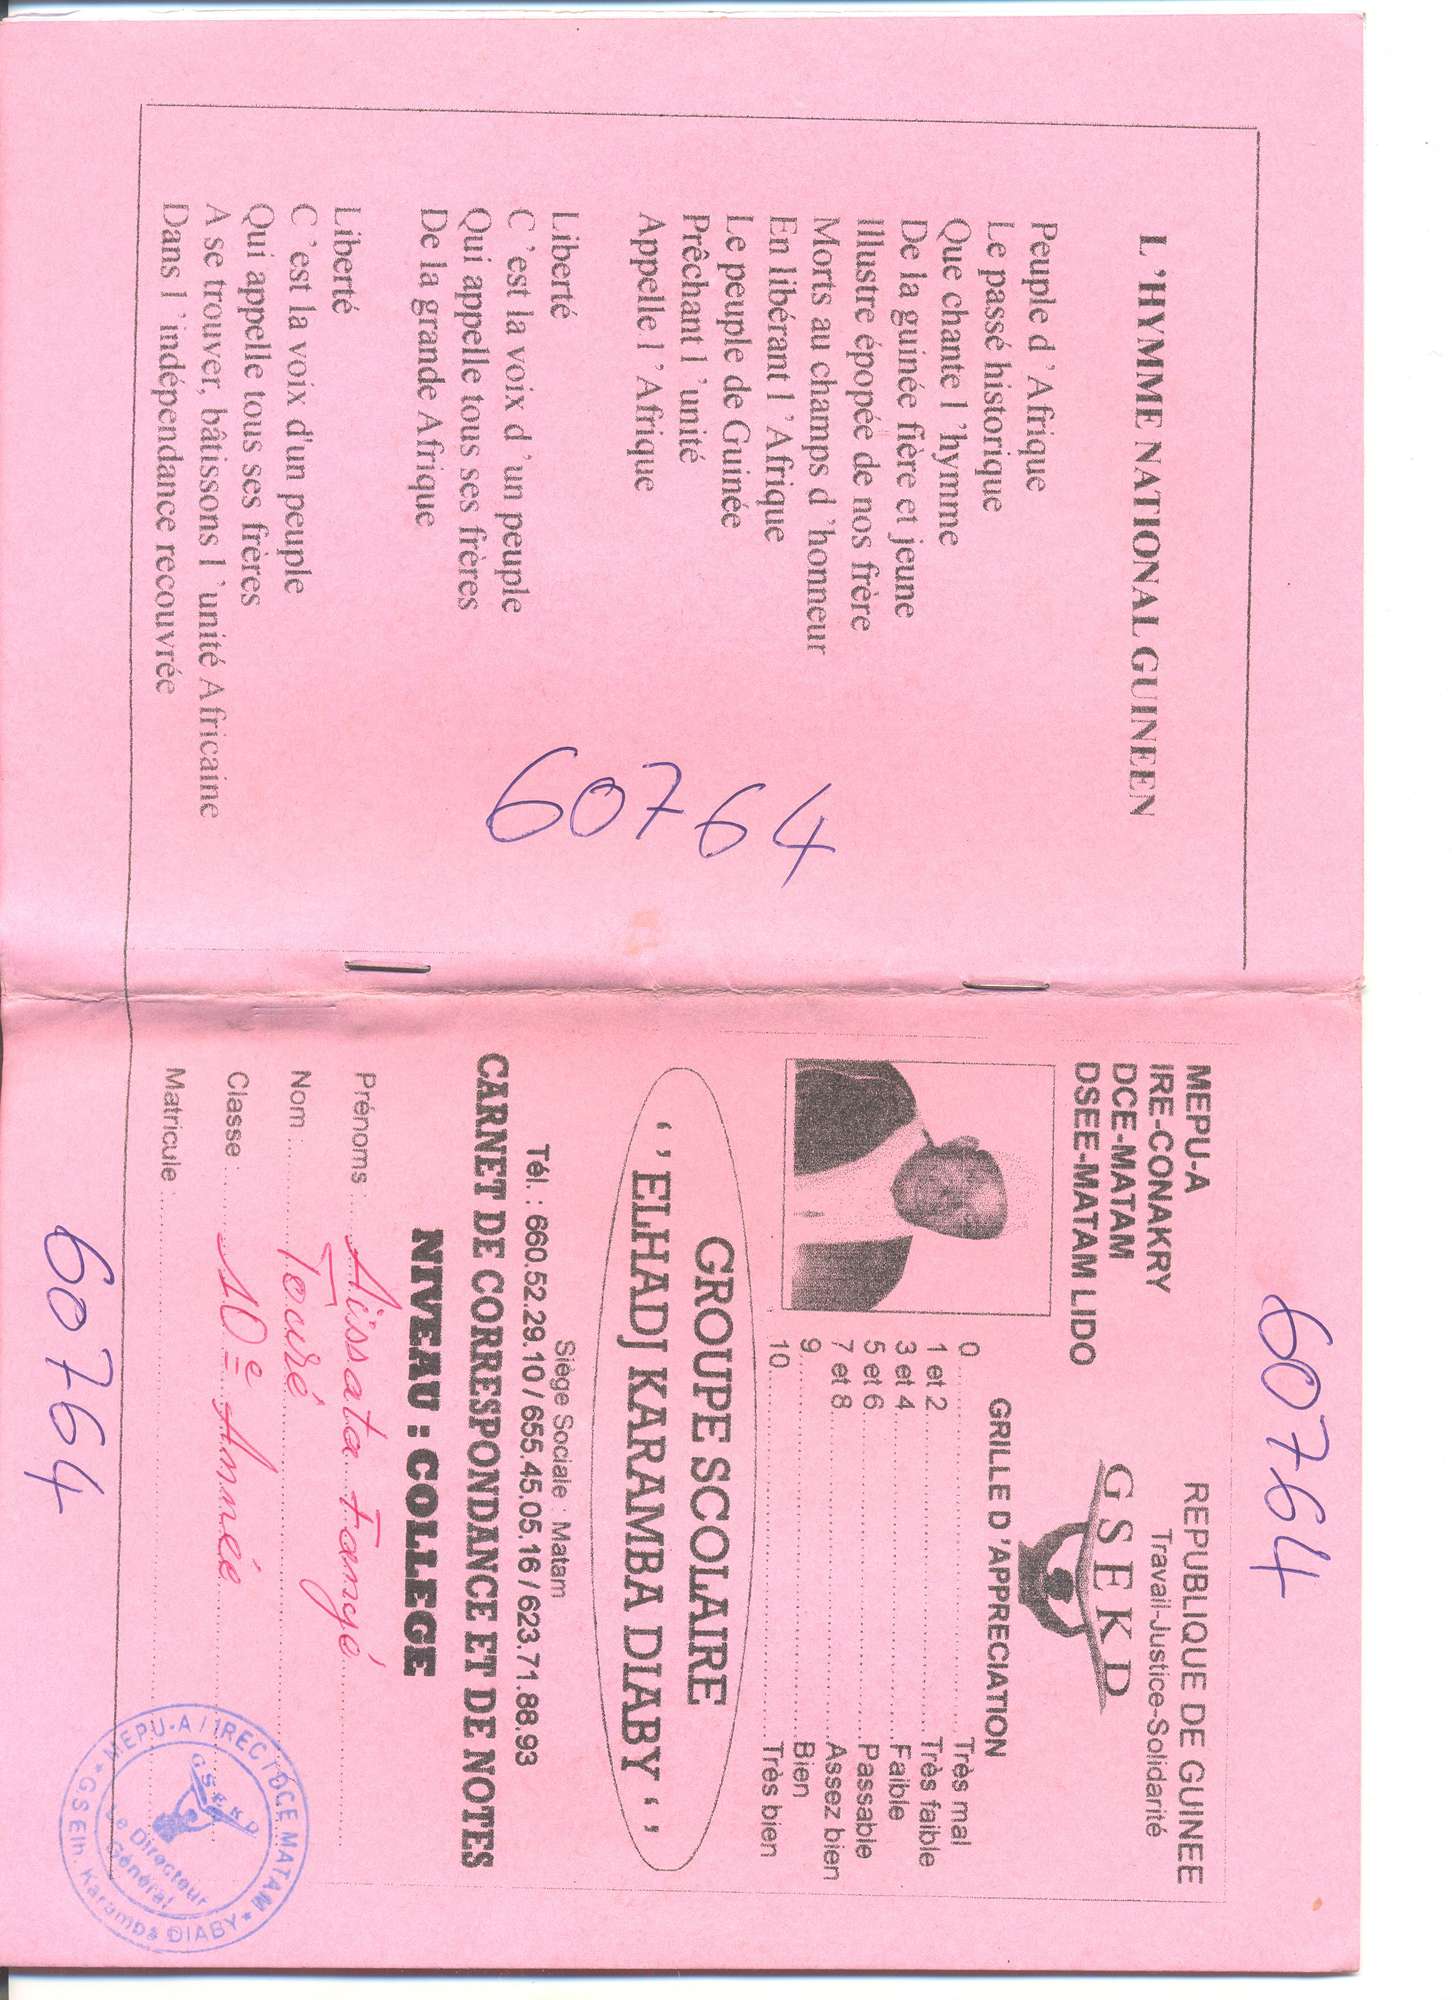 L'HYMME NATIONAL GUINEEN
Peuple d'Afrique
Le passé historique
Que chante l'hymme
De la guinée fière et jeune
Illustre épopée de nos frère
Morts au champs d'honneur
En libérant l'Afrique
Le peuple de Guinée
Prêchant l'unité
Appelle l'Afrique
Liberté
C'est la voix d'un peuple
Qui appelle tous ses frères
De la grande Afrique
Liberté
C'est la voix d'un peuple
Qui appelle tous ses frères
A se trouver, bâtissons l'unité Africaine
Dans l'indépendance recouvrée
60764
60764
MEPU-A
IRE-CONAKRY
DCE-MATAM
DSEE-MATAM LIDO
REPUBLIQUE DE GUINEE
Travail-Justice-Solidarité
GSEKD
GRILLE D'APPRECIATION
0 Très mal
1 et 2 Très faible
3 et 4 Faible
5 et 6 Passable
7 et 8 Assez bien
9 Bien
10 Très bien
GROUPE SCOLAIRE
'' ELHADJ KARAMBA DIABY ''
Siège Sociale : Matam
Tél. : 660.52.29.10 / 655.45.05.16 / 623.71.88.93
CARNET DE CORRESPONDANCE ET DE NOTES
NIVEAU : COLLEGE
Prénoms : Aïssata Fangé
Nom : Touré
Classe : 10e Année
Matricule :
60764
MEPU-A / IREC / DCE MATAM
GSEKD
Le Directeur
Général
GS Elh. Karamba DIABY